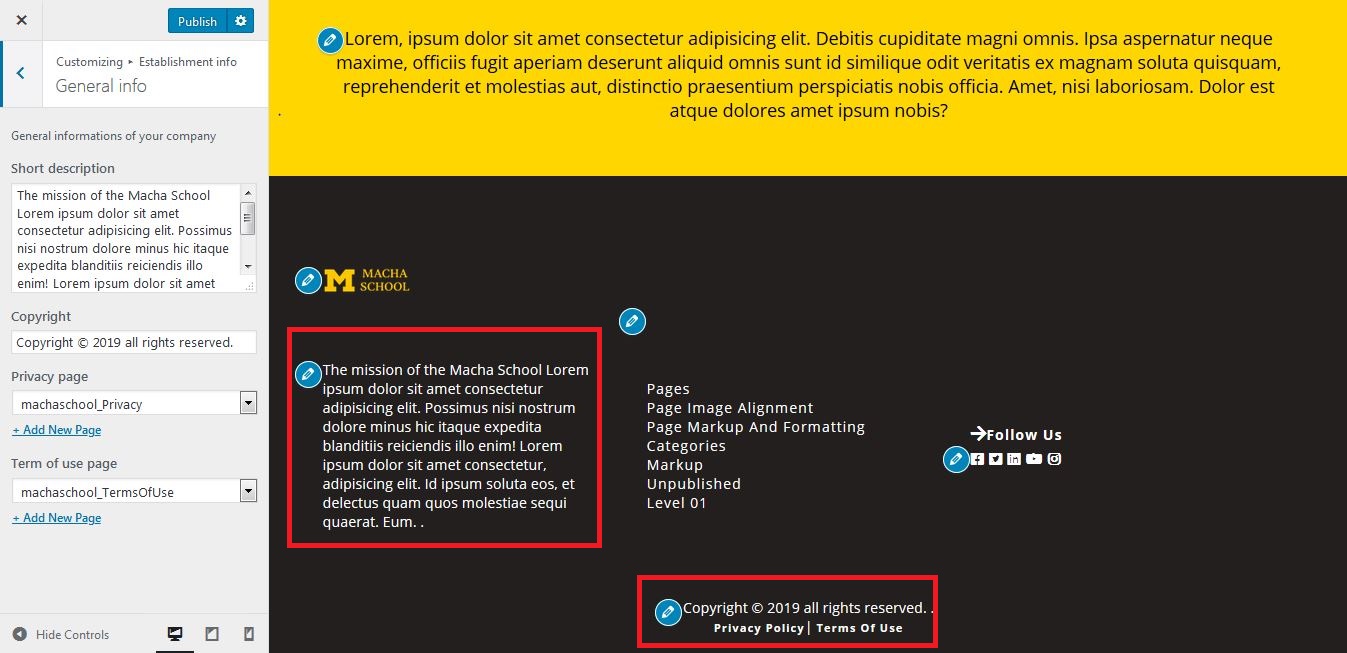 Publish
Customizing ▸ Establishment info
General info
General informations of your company
Short description
The mission of the Macha School
Lorem ipsum dolor sit amet
consectetur adipisicing elit. Possimus
nisi nostrum dolore minus hic itaque
expedita blanditiis reiciendis illo
enim! Lorem ipsum dolor sit amet
Copyright
Copyright © 2019 all rights reserved.
Privacy page
machaschool_Privacy
+ Add New Page
Term of use page
machaschool_TermsOfUse
+ Add New Page
Hide Controls
Lorem, ipsum dolor sit amet consectetur adipisicing elit. Debitis cupiditate magni omnis. Ipsa aspernatur neque
maxime, officiis fugit aperiam deserunt aliquid omnis sunt id similique odit veritatis ex magnam soluta quisquam,
reprehenderit et molestias aut, distinctio praesentium perspiciatis nobis officia. Amet, nisi laboriosam. Dolor est
atque dolores amet ipsum nobis?
.
M MACHA
SCHOOL
The mission of the Macha School Lorem
ipsum dolor sit amet consectetur
adipisicing elit. Possimus nisi nostrum
dolore minus hic itaque expedita
blanditiis reiciendis illo enim! Lorem
ipsum dolor sit amet consectetur,
adipisicing elit. Id ipsum soluta eos, et
delectus quam quos molestiae sequi
quaerat. Eum. .
Pages
Page Image Alignment
Page Markup And Formatting
Categories
Markup
Unpublished
Level 01
Follow Us
Copyright © 2019 all rights reserved. .
Privacy Policy | Terms Of Use